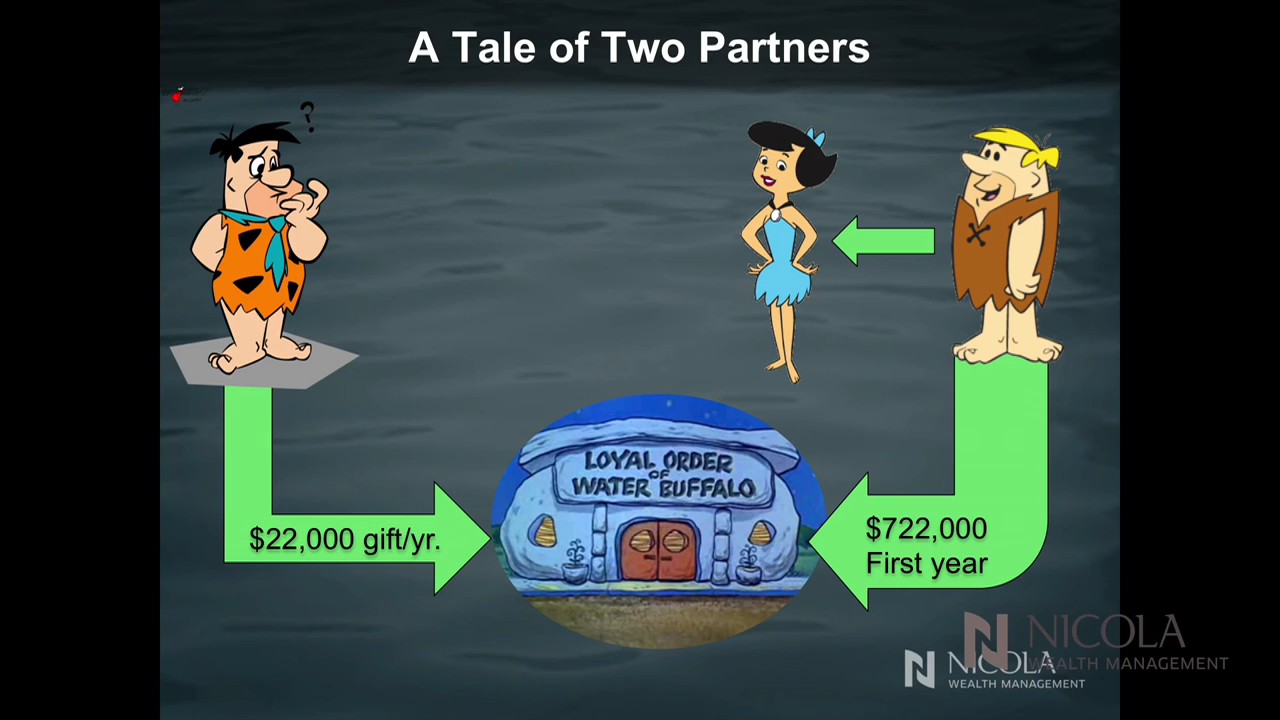 A Tale of Two Partners
?
LOYAL ORDER
OF
WATER BUFFALO
$22,000 gift/yr.
$722,000
First year
NICOLA
WEALTH MANAGEMENT
NICOLA
WEALTH MANAGEMENT